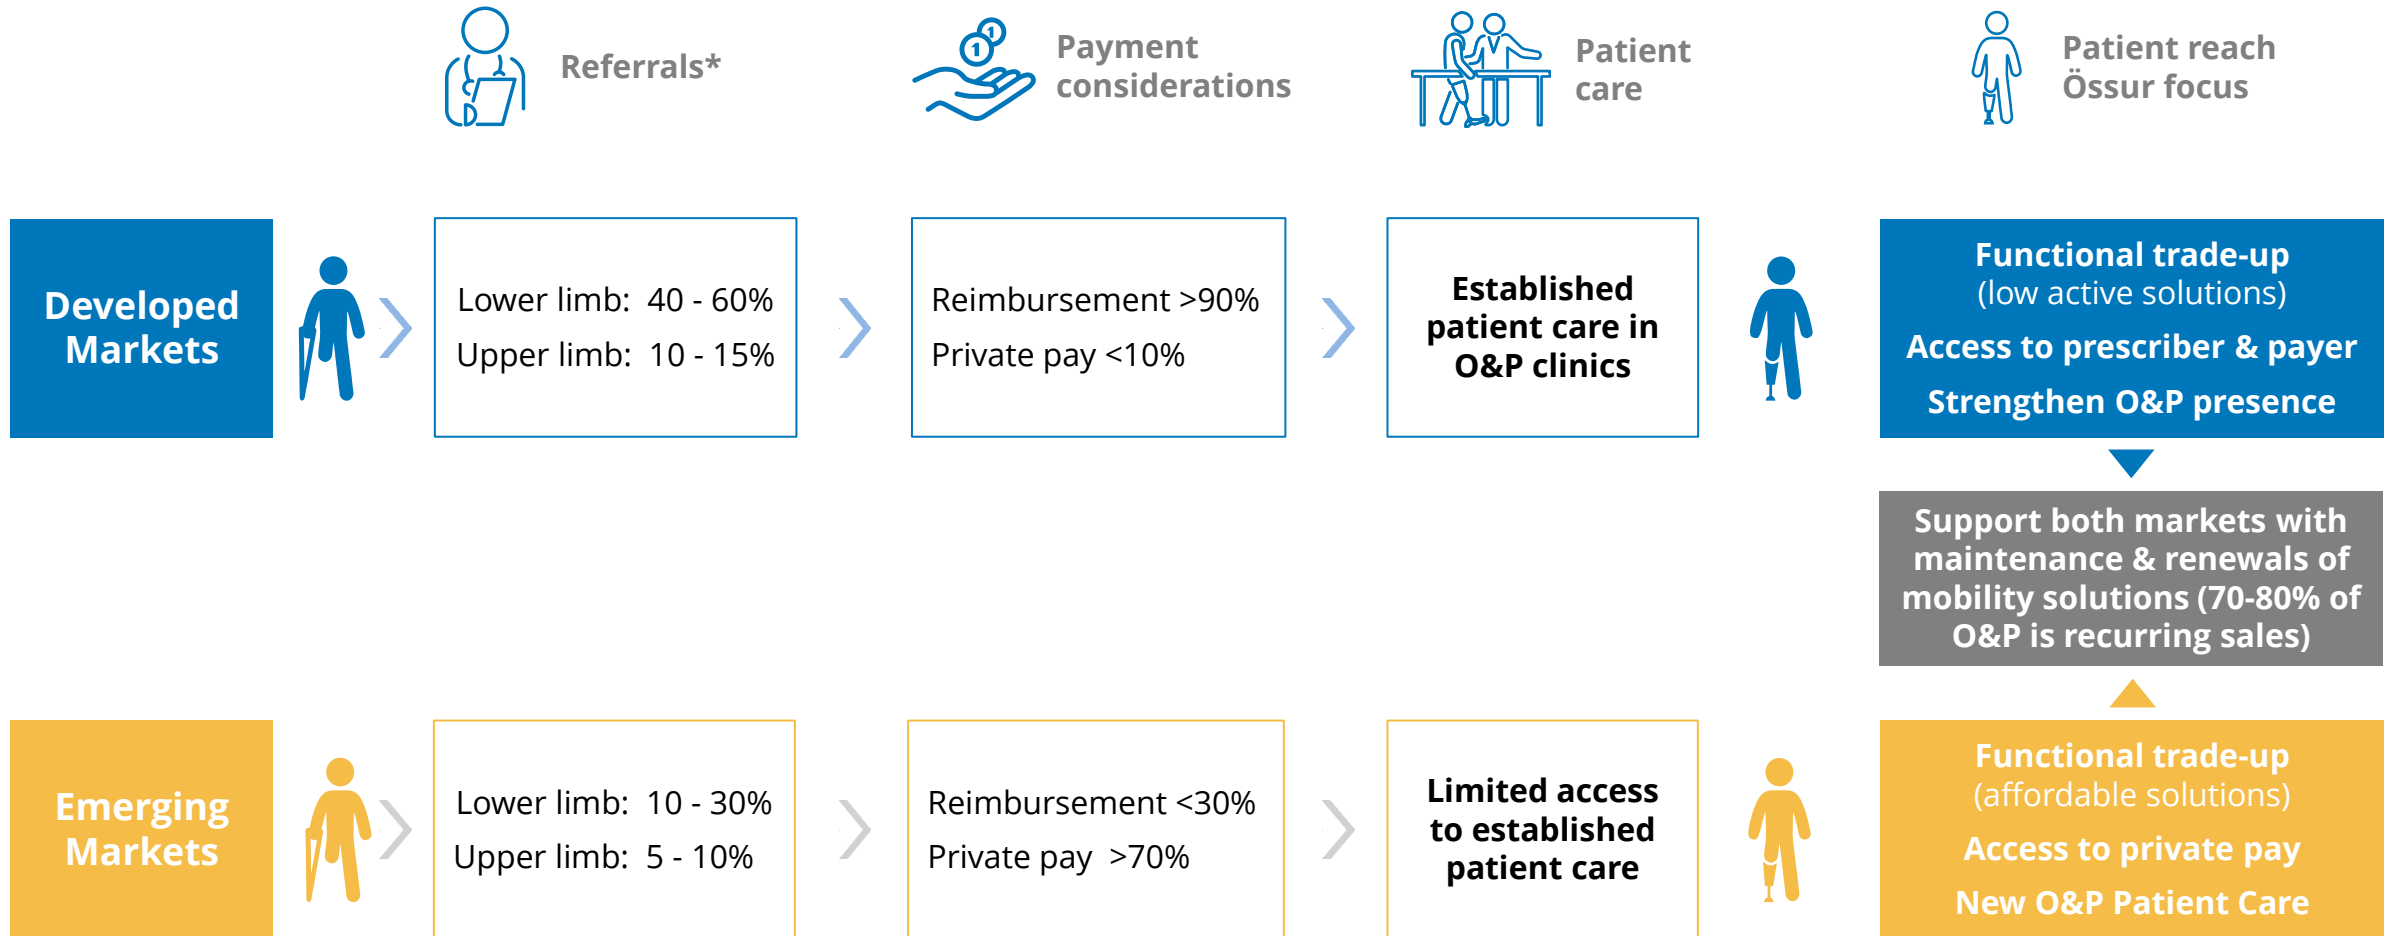 Referrals*
Payment
considerations
Patient
care
Patient reach
Össur focus
Developed
Markets
Lower limb: 40 - 60%
Upper limb: 10 - 15%
Reimbursement >90%
Private pay <10%
Established
patient care in
O&P clinics
Functional trade-up
(low active solutions)
Access to prescriber & payer
Strengthen O&P presence
Support both markets with
maintenance & renewals of
mobility solutions (70-80% of
O&P is recurring sales)
Emerging
Markets
Lower limb: 10 - 30%
Upper limb: 5 - 10%
Reimbursement <30%
Private pay >70%
Limited access
to established
patient care
Functional trade-up
(affordable solutions)
Access to private pay
New O&P Patient Care